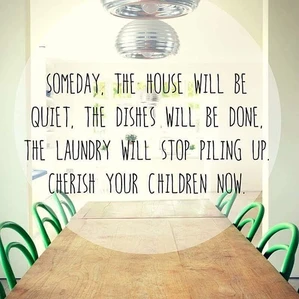 SOMEDAY, THE HOUSE WILL BE
QUIET, THE DISHES WILL BE DONE,
THE LAUNDRY WILL STOP PILING UP.
CHERISH YOUR CHILDREN NOW.